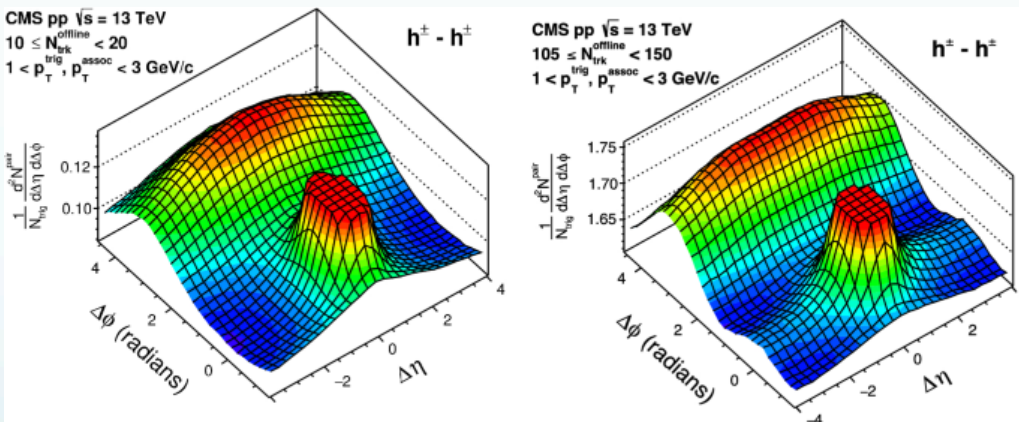 CMS pp √s = 13 TeV
10 ≤ N_trk^offline < 20
1 < p_T^trig, p_T^assoc < 3 GeV/c
h± - h±
1/N_trig d²N^pair/dΔη dΔφ
0.12
0.10
4
2
0
Δφ (radians)
−2
0
2
4
Δη
CMS pp √s = 13 TeV
105 ≤ N_trk^offline < 150
1 < p_T^trig, p_T^assoc < 3 GeV/c
h± - h±
1/N_trig d²N^pair/dΔη dΔφ
1.75
1.70
1.65
4
2
0
Δφ (radians)
−4
−2
0
2
Δη